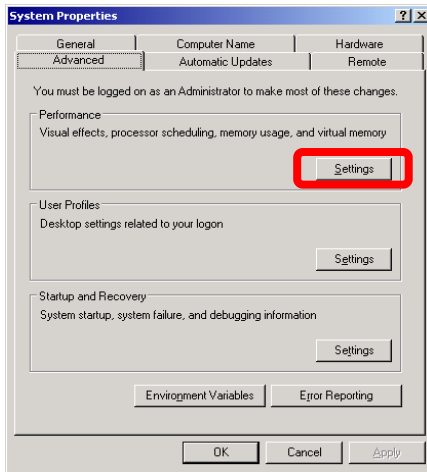 System Properties
General Computer Name Hardware
Advanced Automatic Updates Remote
You must be logged on as an Administrator to make most of these changes.
Performance
Visual effects, processor scheduling, memory usage, and virtual memory
Settings
User Profiles
Desktop settings related to your logon
Settings
Startup and Recovery
System startup, system failure, and debugging information
Settings
Environment Variables Error Reporting
OK Cancel Apply